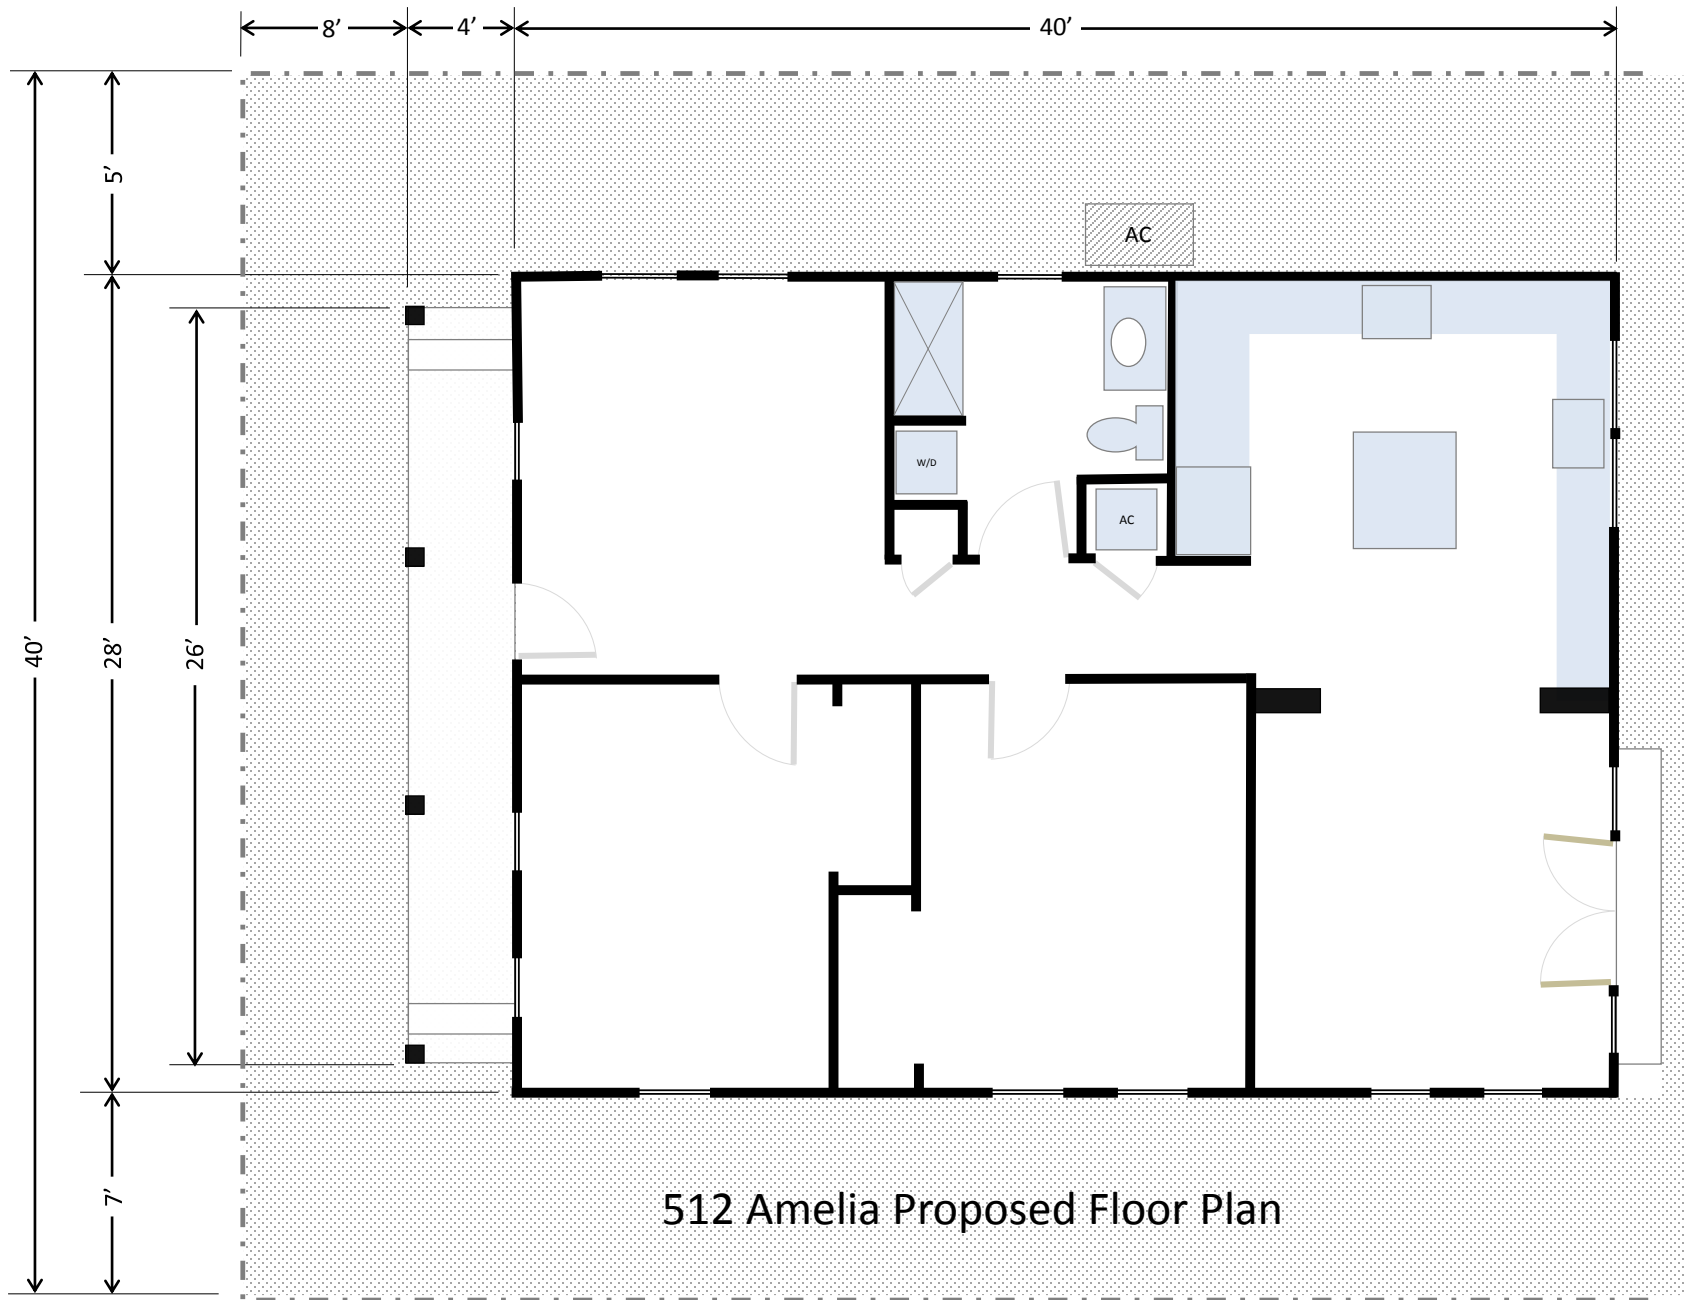 8’
4’
40’
5’
AC
W/D
AC
40’
28’
26’
7’
512 Amelia Proposed Floor Plan